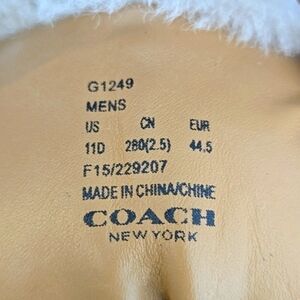 G1249
MENS
US CN EUR
11D 280(2.5) 44.5
F15/229207
MADE IN CHINA/CHINE
COACH
NEW YORK